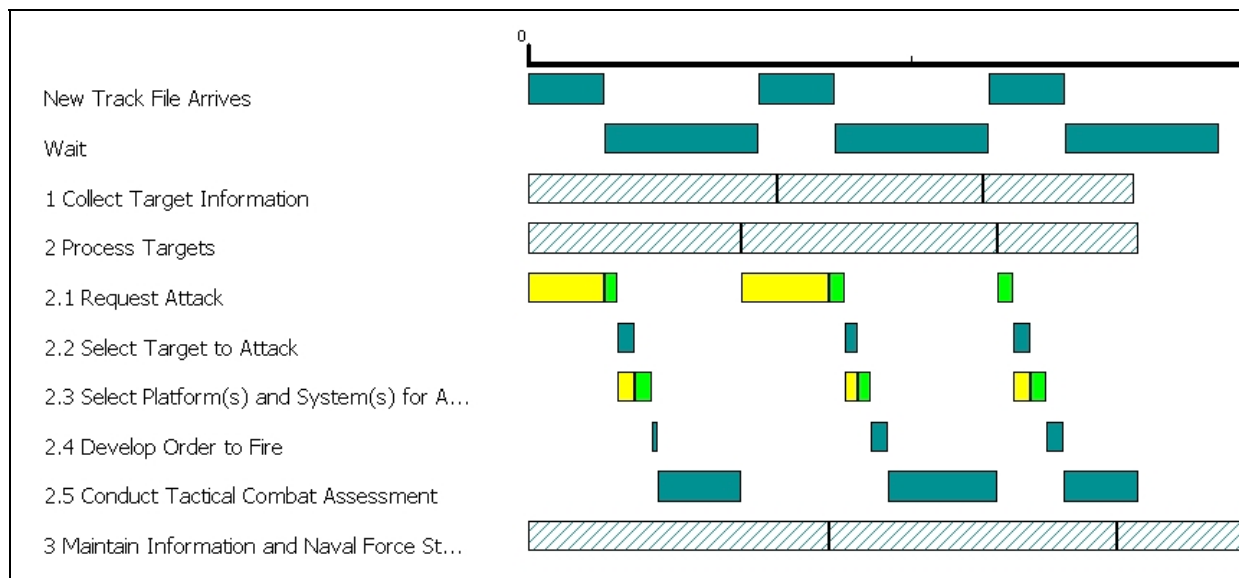 0
New Track File Arrives
Wait
1 Collect Target Information
2 Process Targets
2.1 Request Attack
2.2 Select Target to Attack
2.3 Select Platform(s) and System(s) for A...
2.4 Develop Order to Fire
2.5 Conduct Tactical Combat Assessment
3 Maintain Information and Naval Force St...